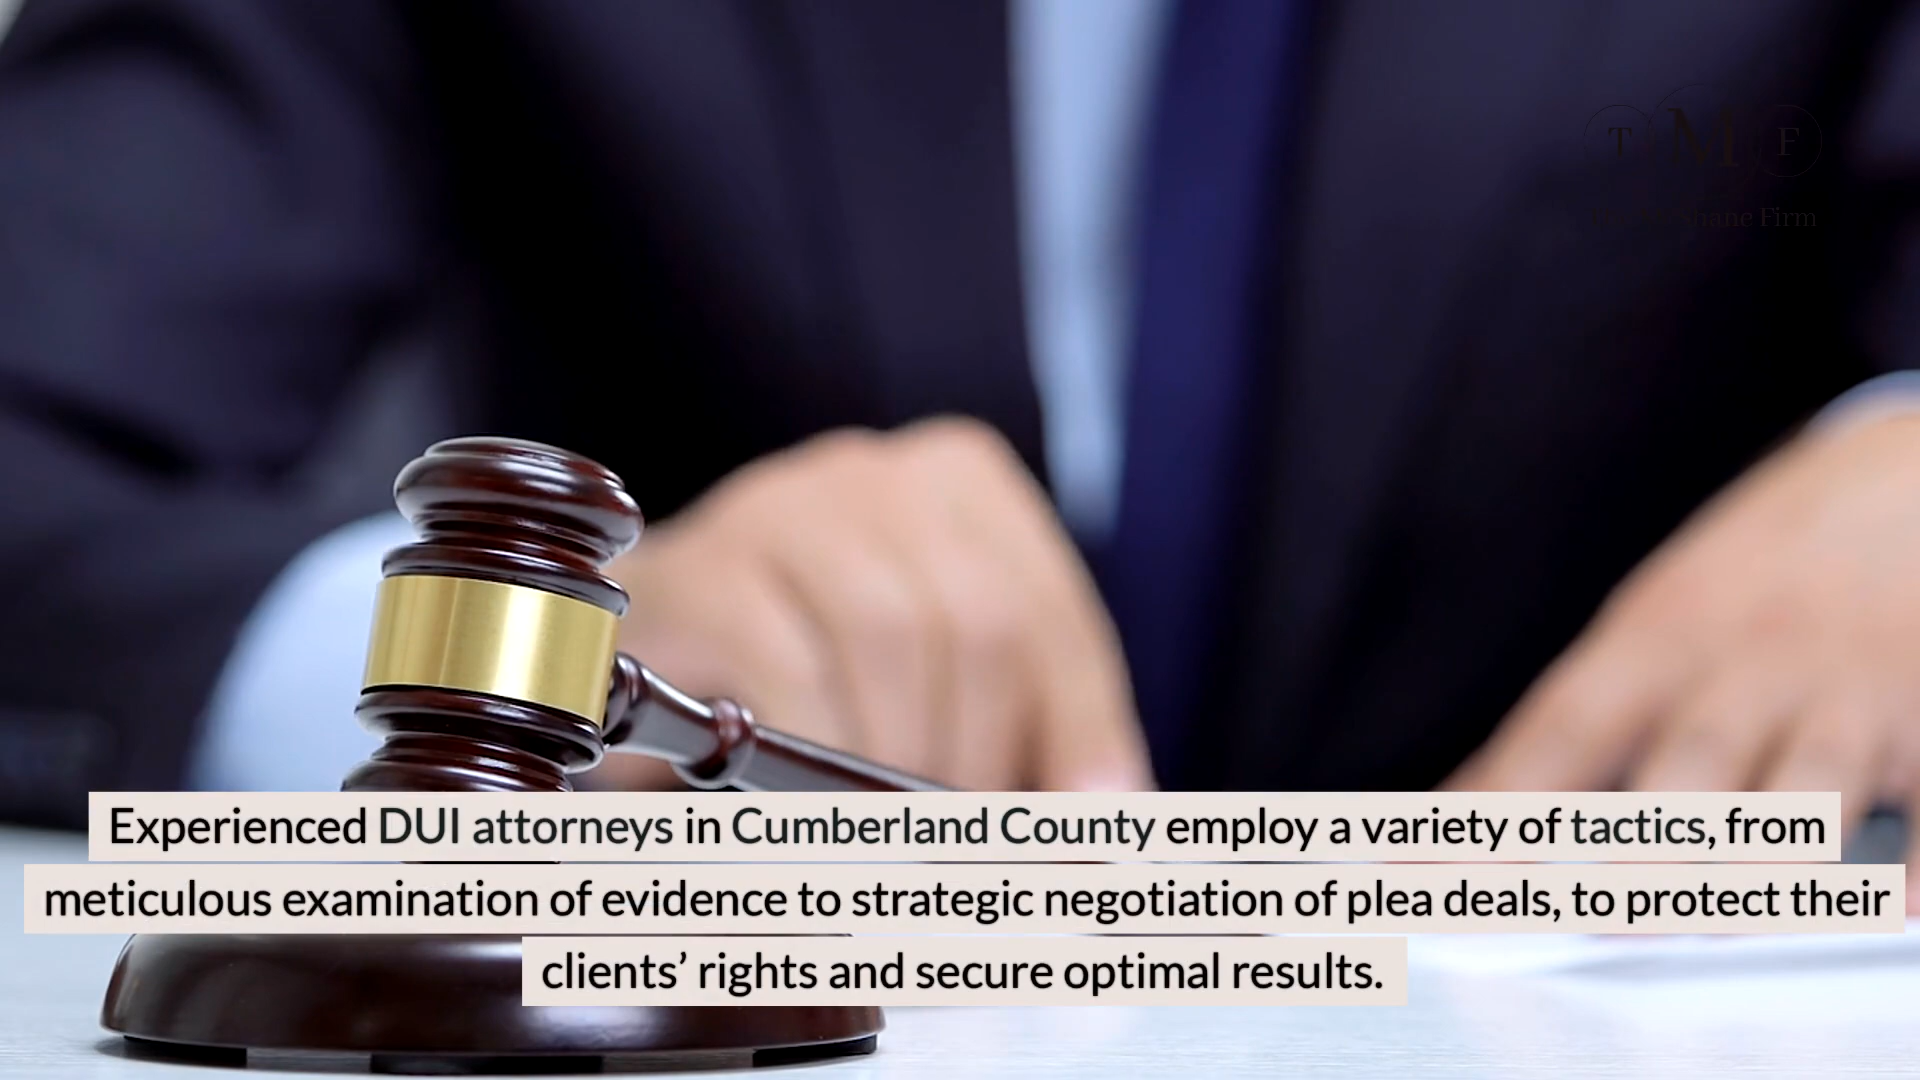 T M F
Firm
Experienced DUI attorneys in Cumberland County employ a variety of tactics, from
meticulous examination of evidence to strategic negotiation of plea deals, to protect their
clients’ rights and secure optimal results.